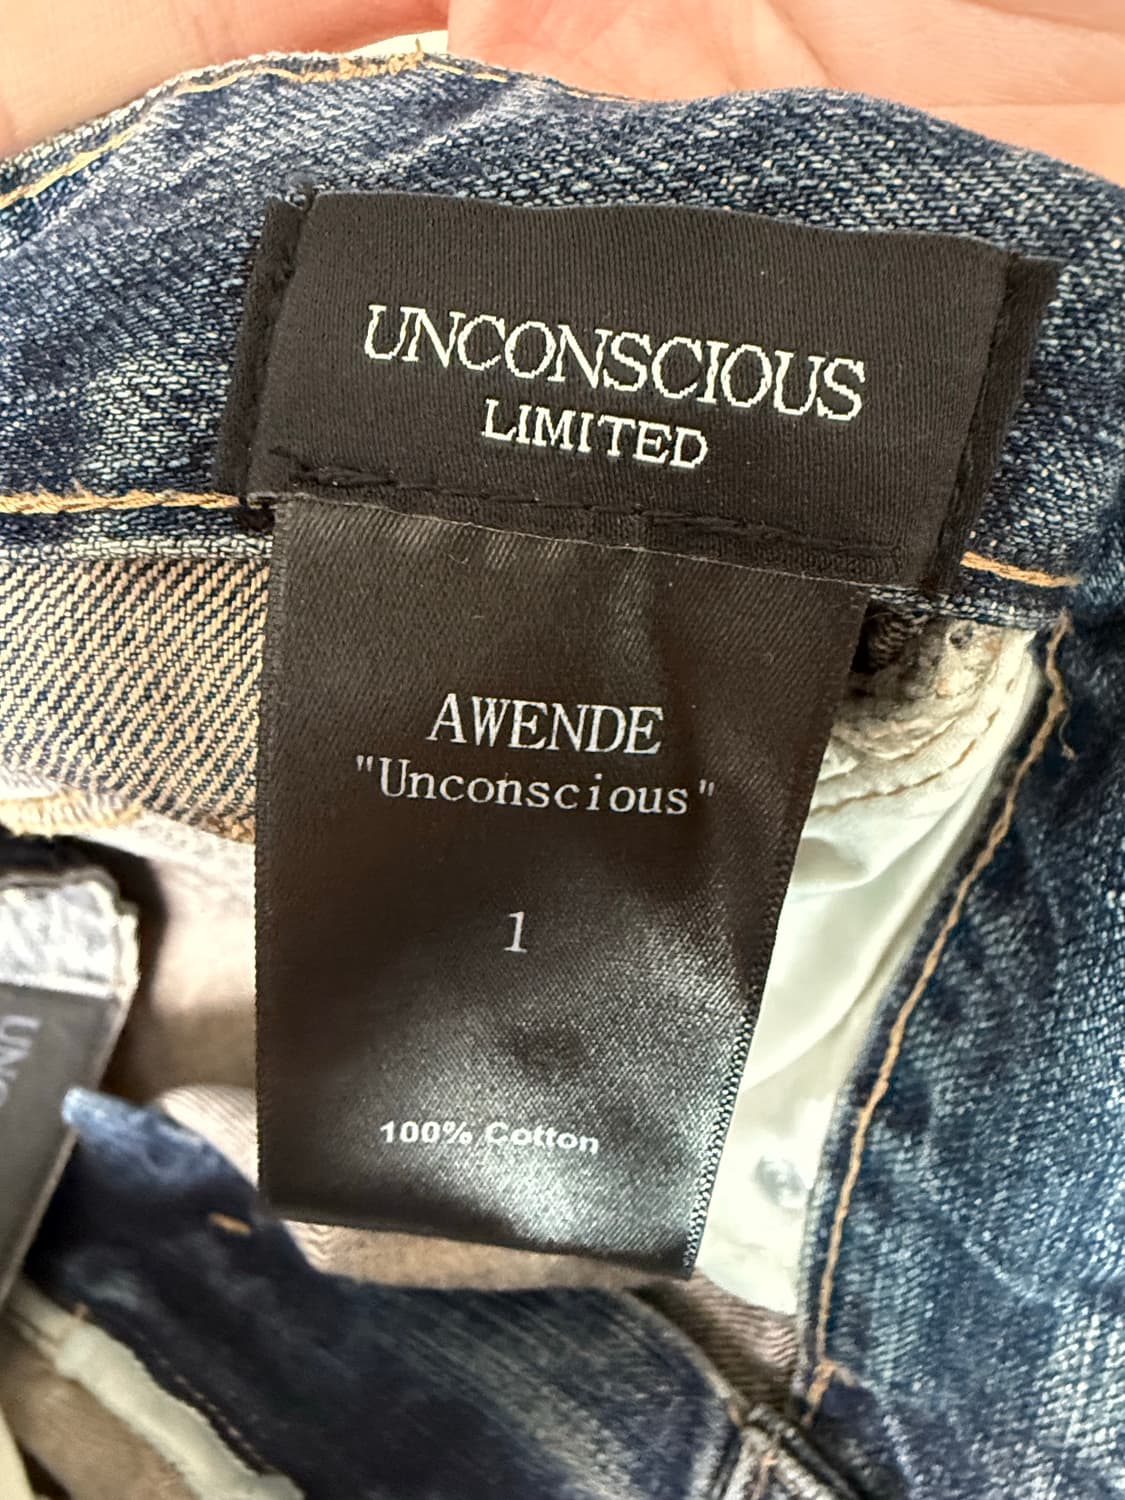 UNCONSCIOUS
LIMITED
AWENDE
"Unconscious"
1
100% Cotton